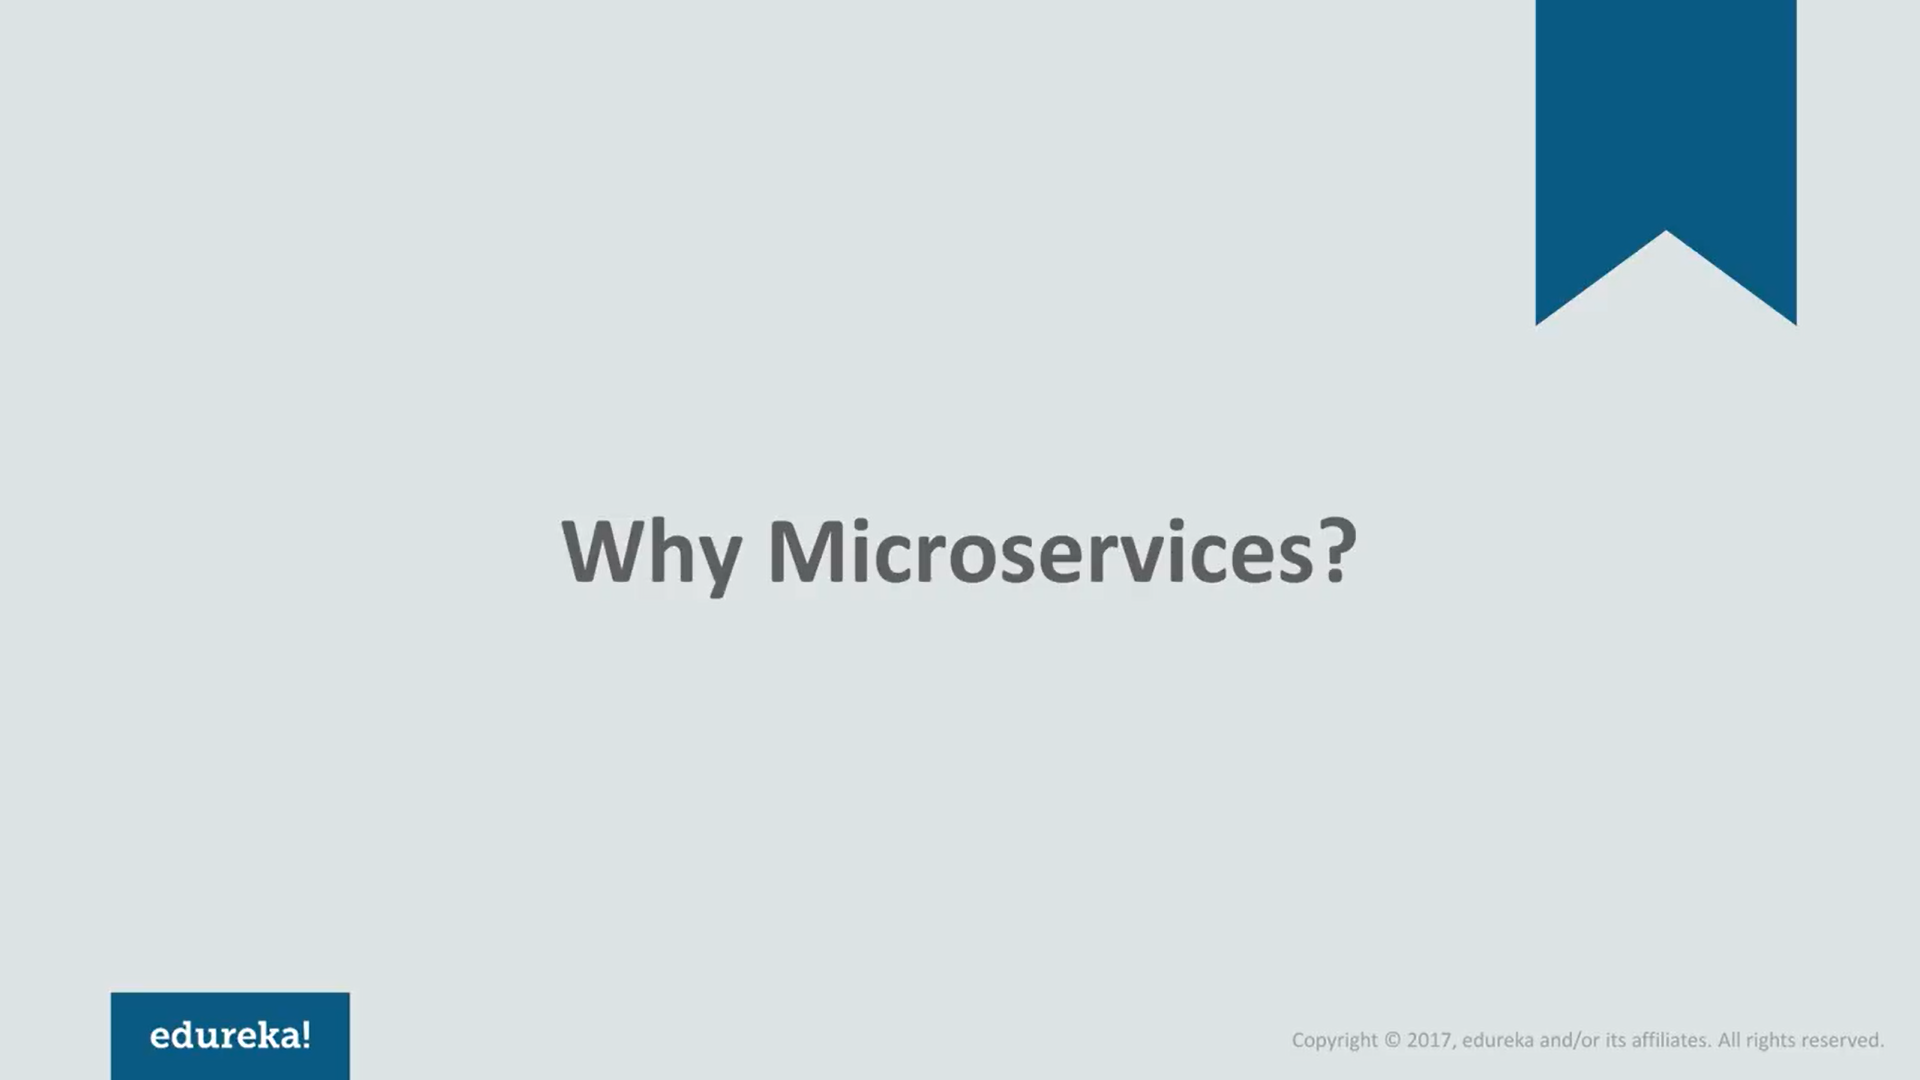 Why Microservices?
edureka!
Copyright © 2017, edureka and/or its affiliates. All rights reserved.